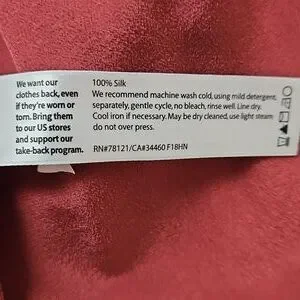 We want our
clothes back, even
if they're worn or
torn. Bring them
to our US stores
and support our
take-back program.
100% Silk
We recommend machine wash cold, using mild detergent,
separately, gentle cycle, no bleach, rinse well. Line dry.
Cool iron if necessary. May be dry cleaned, use light steam
do not over press.
RN#78121/CA#34460 F18HN